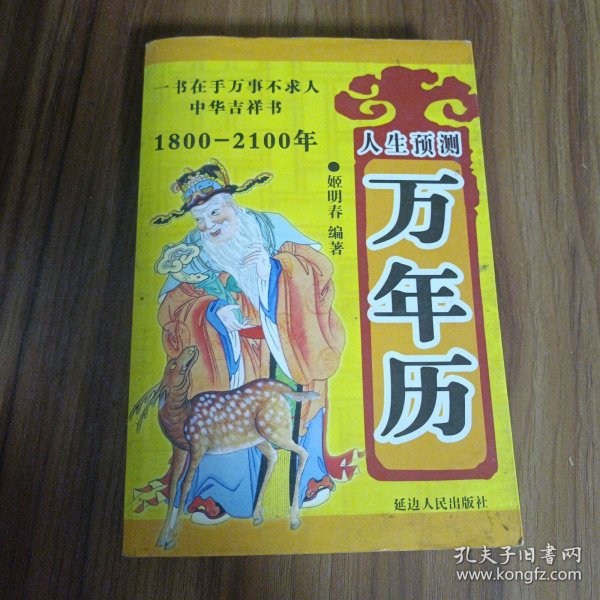 一书在手万事不求人
中华吉祥书
1800-2100年
人生预测
万年历
●姬明春 编著
延边人民出版社
孔夫子旧书网
www.kongfz.com